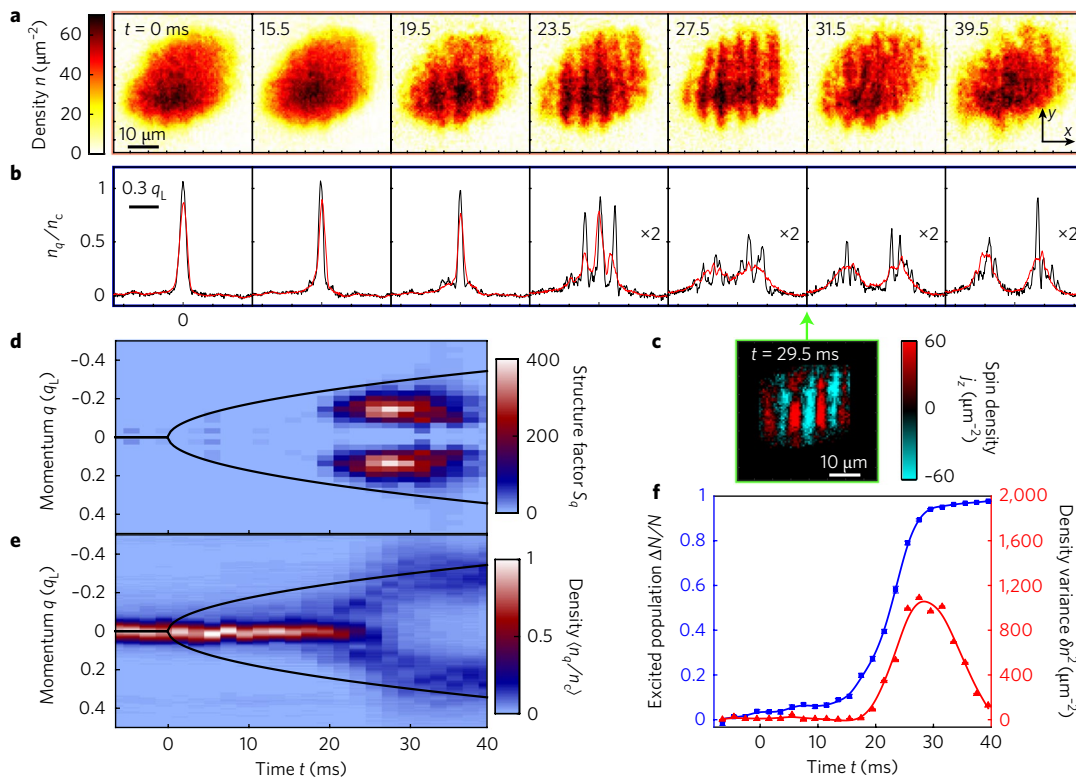 a
Density n (μm⁻²)
60
40
20
0
t = 0 ms
15.5
19.5
23.5
27.5
31.5
39.5
10 μm
y
x
b
n_q/n_c
1
0.5
0
0.3 q_L
×2
×2
×2
×2
0
d
Momentum q (q_L)
−0.4
−0.2
0
0.2
0.4
400
200
0
Structure factor S_q
c
t = 29.5 ms
10 μm
60
0
−60
Spin density
j_z (μm⁻²)
e
Momentum q (q_L)
−0.4
−0.2
0
0.2
0.4
1
0.5
0
Density ⟨n_q/n_c⟩
0
10
20
30
40
Time t (ms)
f
Excited population ΔN/N
1
0.8
0.6
0.4
0.2
0
2,000
1,600
1,200
800
400
0
Density variance δn² (μm⁻²)
0
10
20
30
40
Time t (ms)